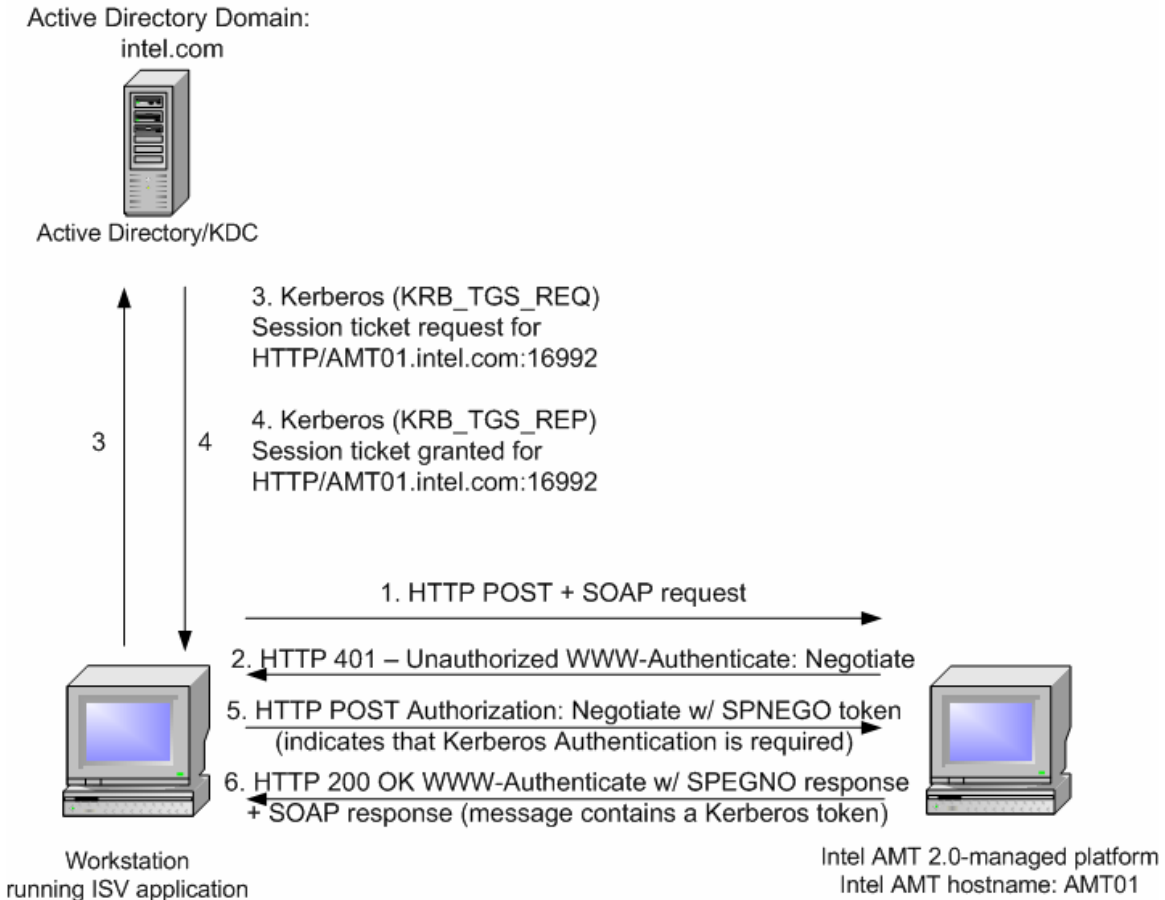 Active Directory Domain:
intel.com
Active Directory/KDC
3. Kerberos (KRB_TGS_REQ)
Session ticket request for
HTTP/AMT01.intel.com:16992
4. Kerberos (KRB_TGS_REP)
Session ticket granted for
HTTP/AMT01.intel.com:16992
3
4
1. HTTP POST + SOAP request
2. HTTP 401 – Unauthorized WWW-Authenticate: Negotiate
5. HTTP POST Authorization: Negotiate w/ SPNEGO token
(indicates that Kerberos Authentication is required)
6. HTTP 200 OK WWW-Authenticate w/ SPEGNO response
+ SOAP response (message contains a Kerberos token)
Workstation
running ISV application
Intel AMT 2.0-managed platform
Intel AMT hostname: AMT01